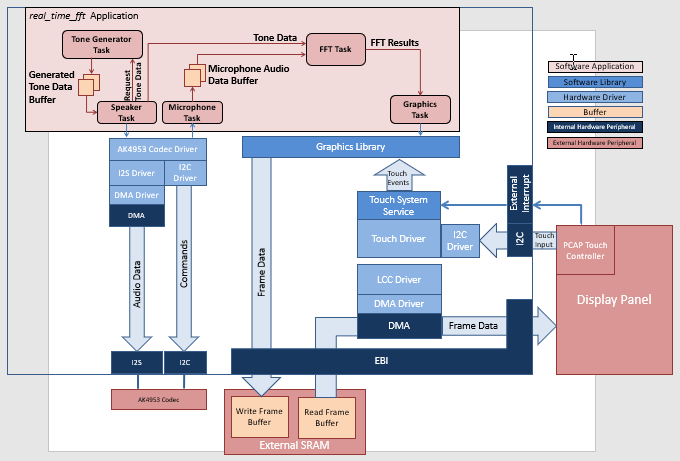 real_time_fft Application
Tone Generator
Task
Generated
Tone Data
Buffer
Request
Tone Data
Speaker
Task
Microphone
Task
Microphone Audio
Data Buffer
Tone Data
FFT Task
FFT Results
Graphics
Task
Software Application
Software Library
Hardware Driver
Buffer
Internal Hardware Peripheral
External Hardware Peripheral
AK4953 Codec Driver
I2S Driver
I2C
Driver
DMA Driver
DMA
Graphics Library
Touch
Events
Touch System
Service
Touch Driver
I2C
Driver
External
Interrupt
I2C
Touch
Input
PCAP Touch
Controller
Display Panel
LCC Driver
DMA Driver
DMA
Frame Data
Audio Data
Commands
Frame Data
EBI
I2S
I2C
AK4953 Codec
Write Frame
Buffer
Read Frame
Buffer
External SRAM